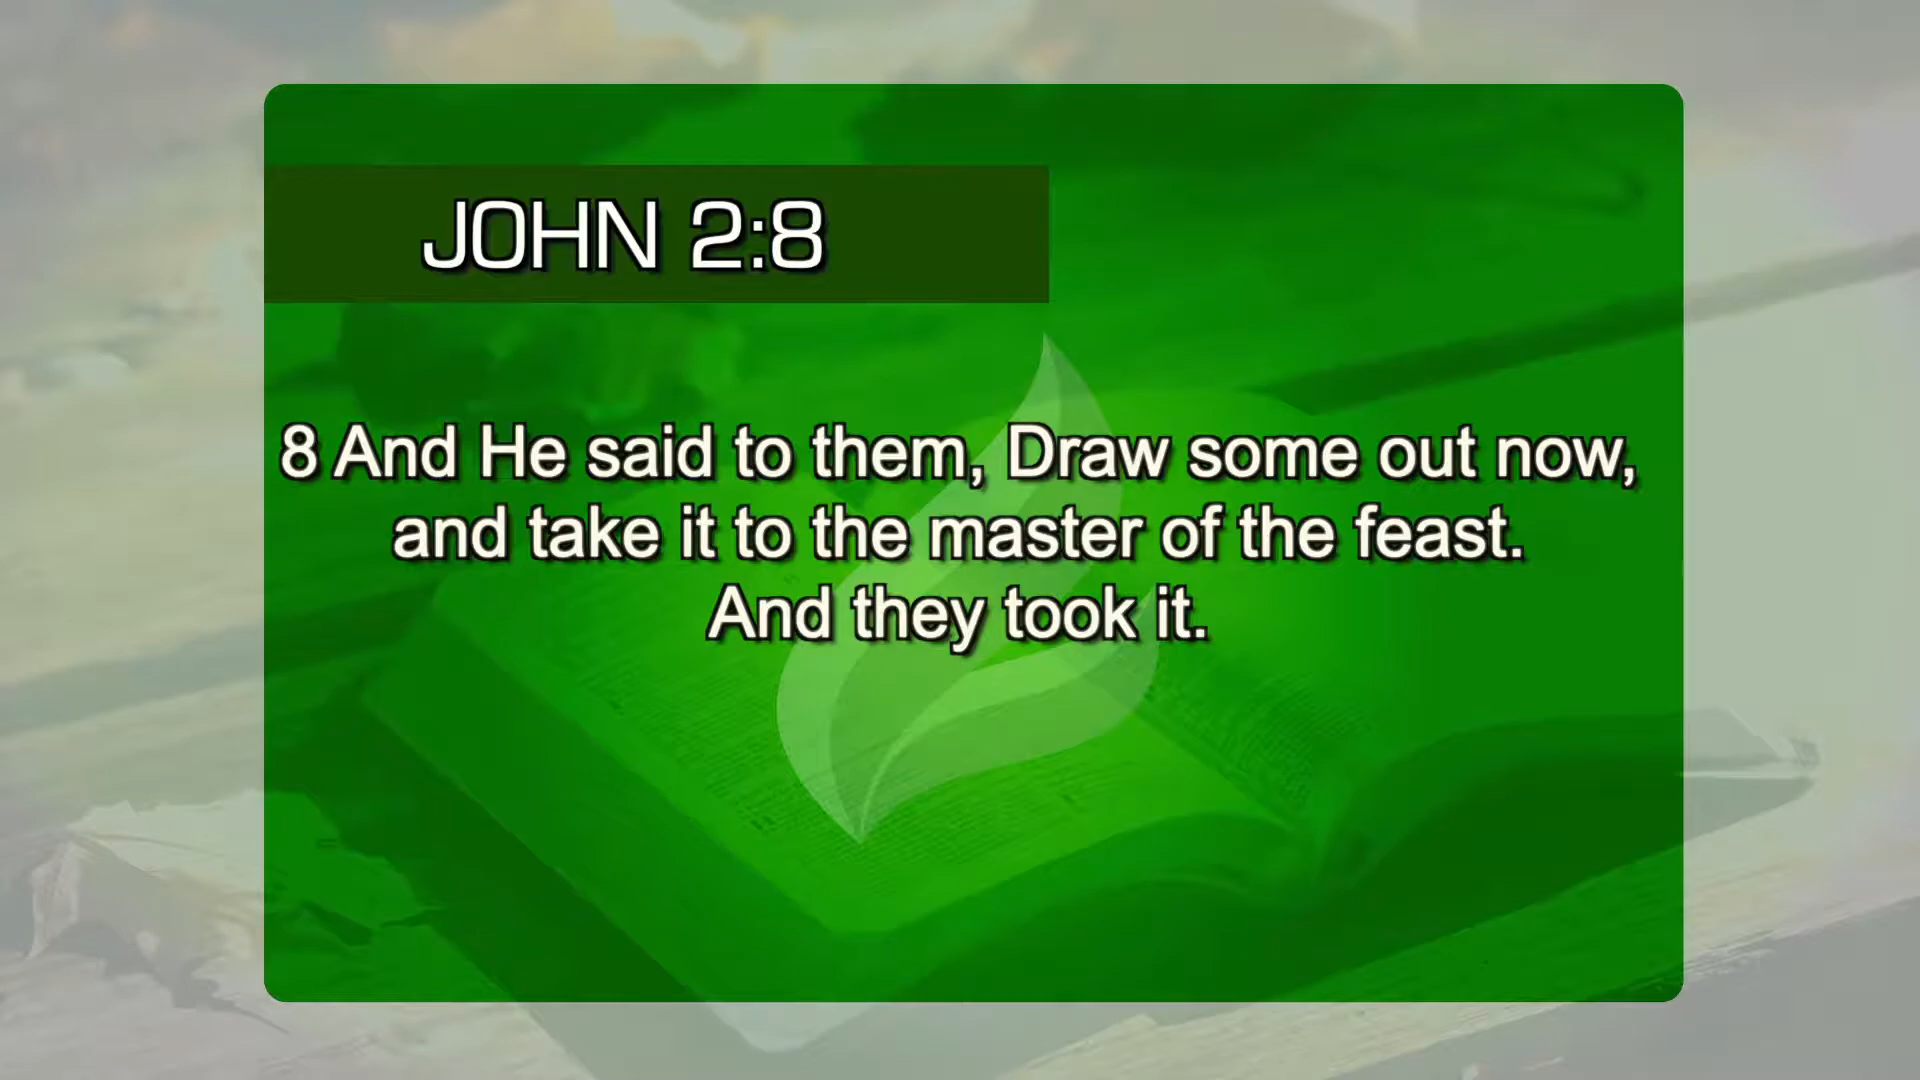 JOHN 2:8
8 And He said to them, Draw some out now,
and take it to the master of the feast.
And they took it.